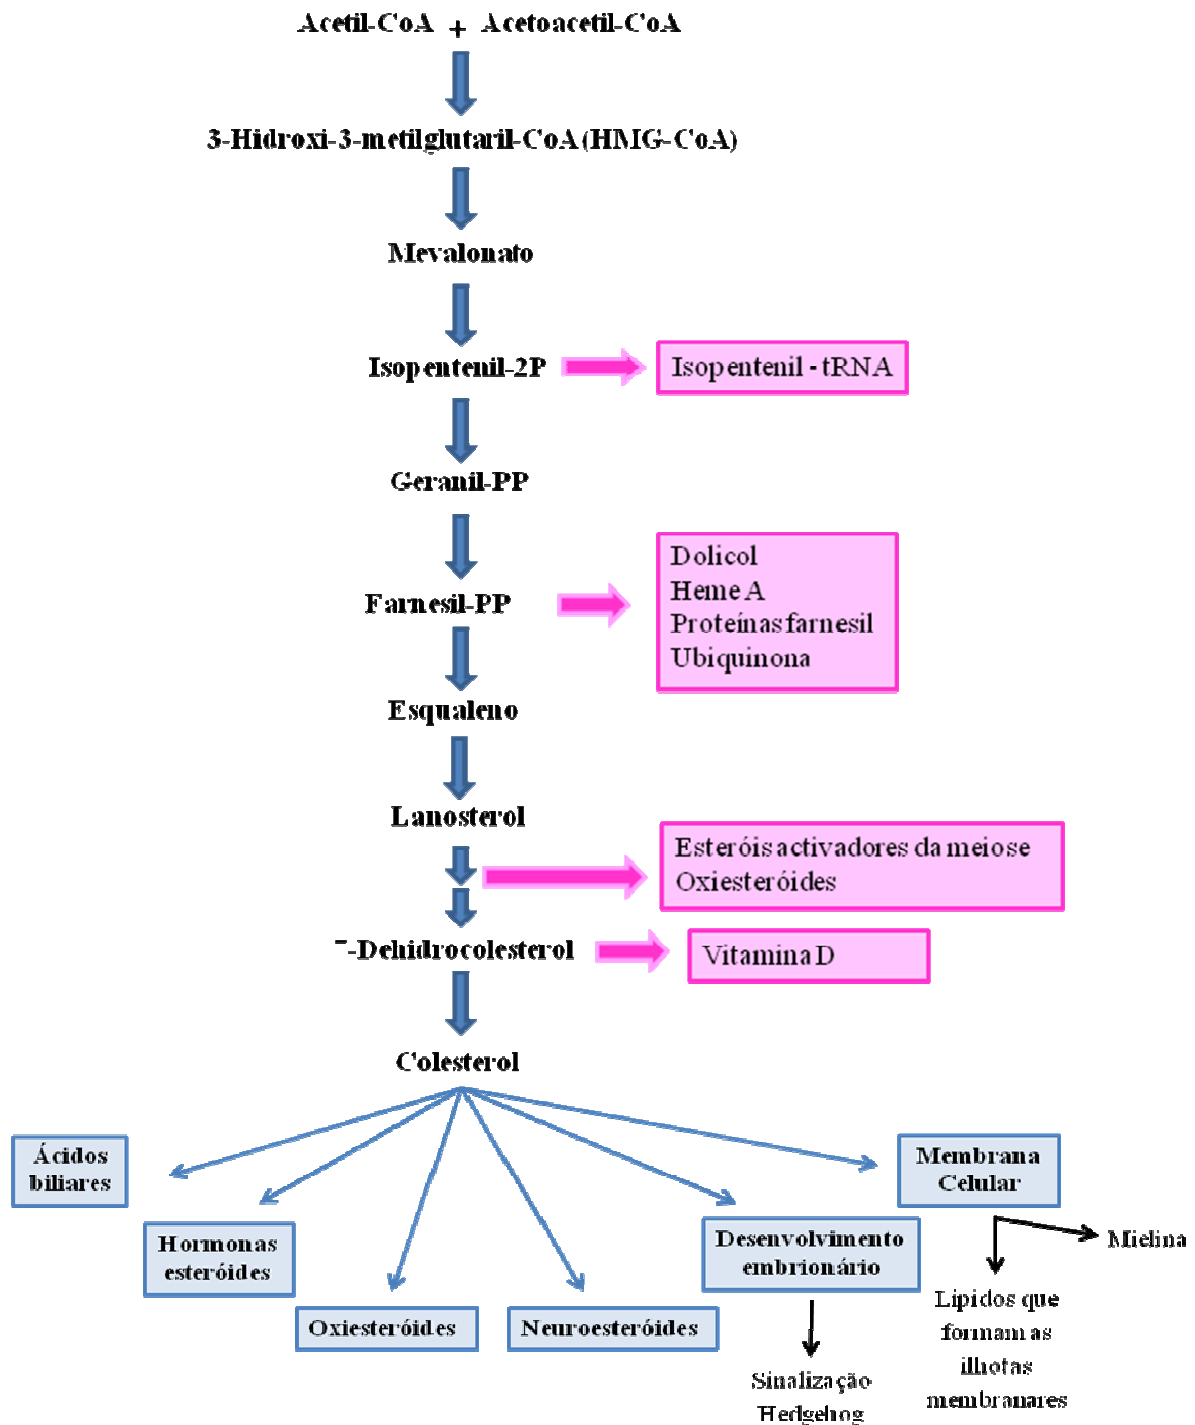 Acetil-CoA + Acetoacetil-CoA
3-Hidroxi-3-metilglutaril-CoA (HMG-CoA)
Mevalonato
Isopentenil-2P
Isopentenil - tRNA
Geranil-PP
Farnesil-PP
Dolicol
Heme A
Proteínas farnesil
Ubiquinona
Esqualeno
Lanosterol
Esteróis activadores da meiose
Oxiesteróides
7-Dehidrocolesterol
Vitamina D
Colesterol
Ácidos
biliares
Hormonas
esteróides
Oxiesteróides
Neuroesteróides
Desenvolvimento
embrionário
Sinalização
Hedgehog
Membrana
Celular
Mielina
Lípidos que
formam as
ilhotas
membranares